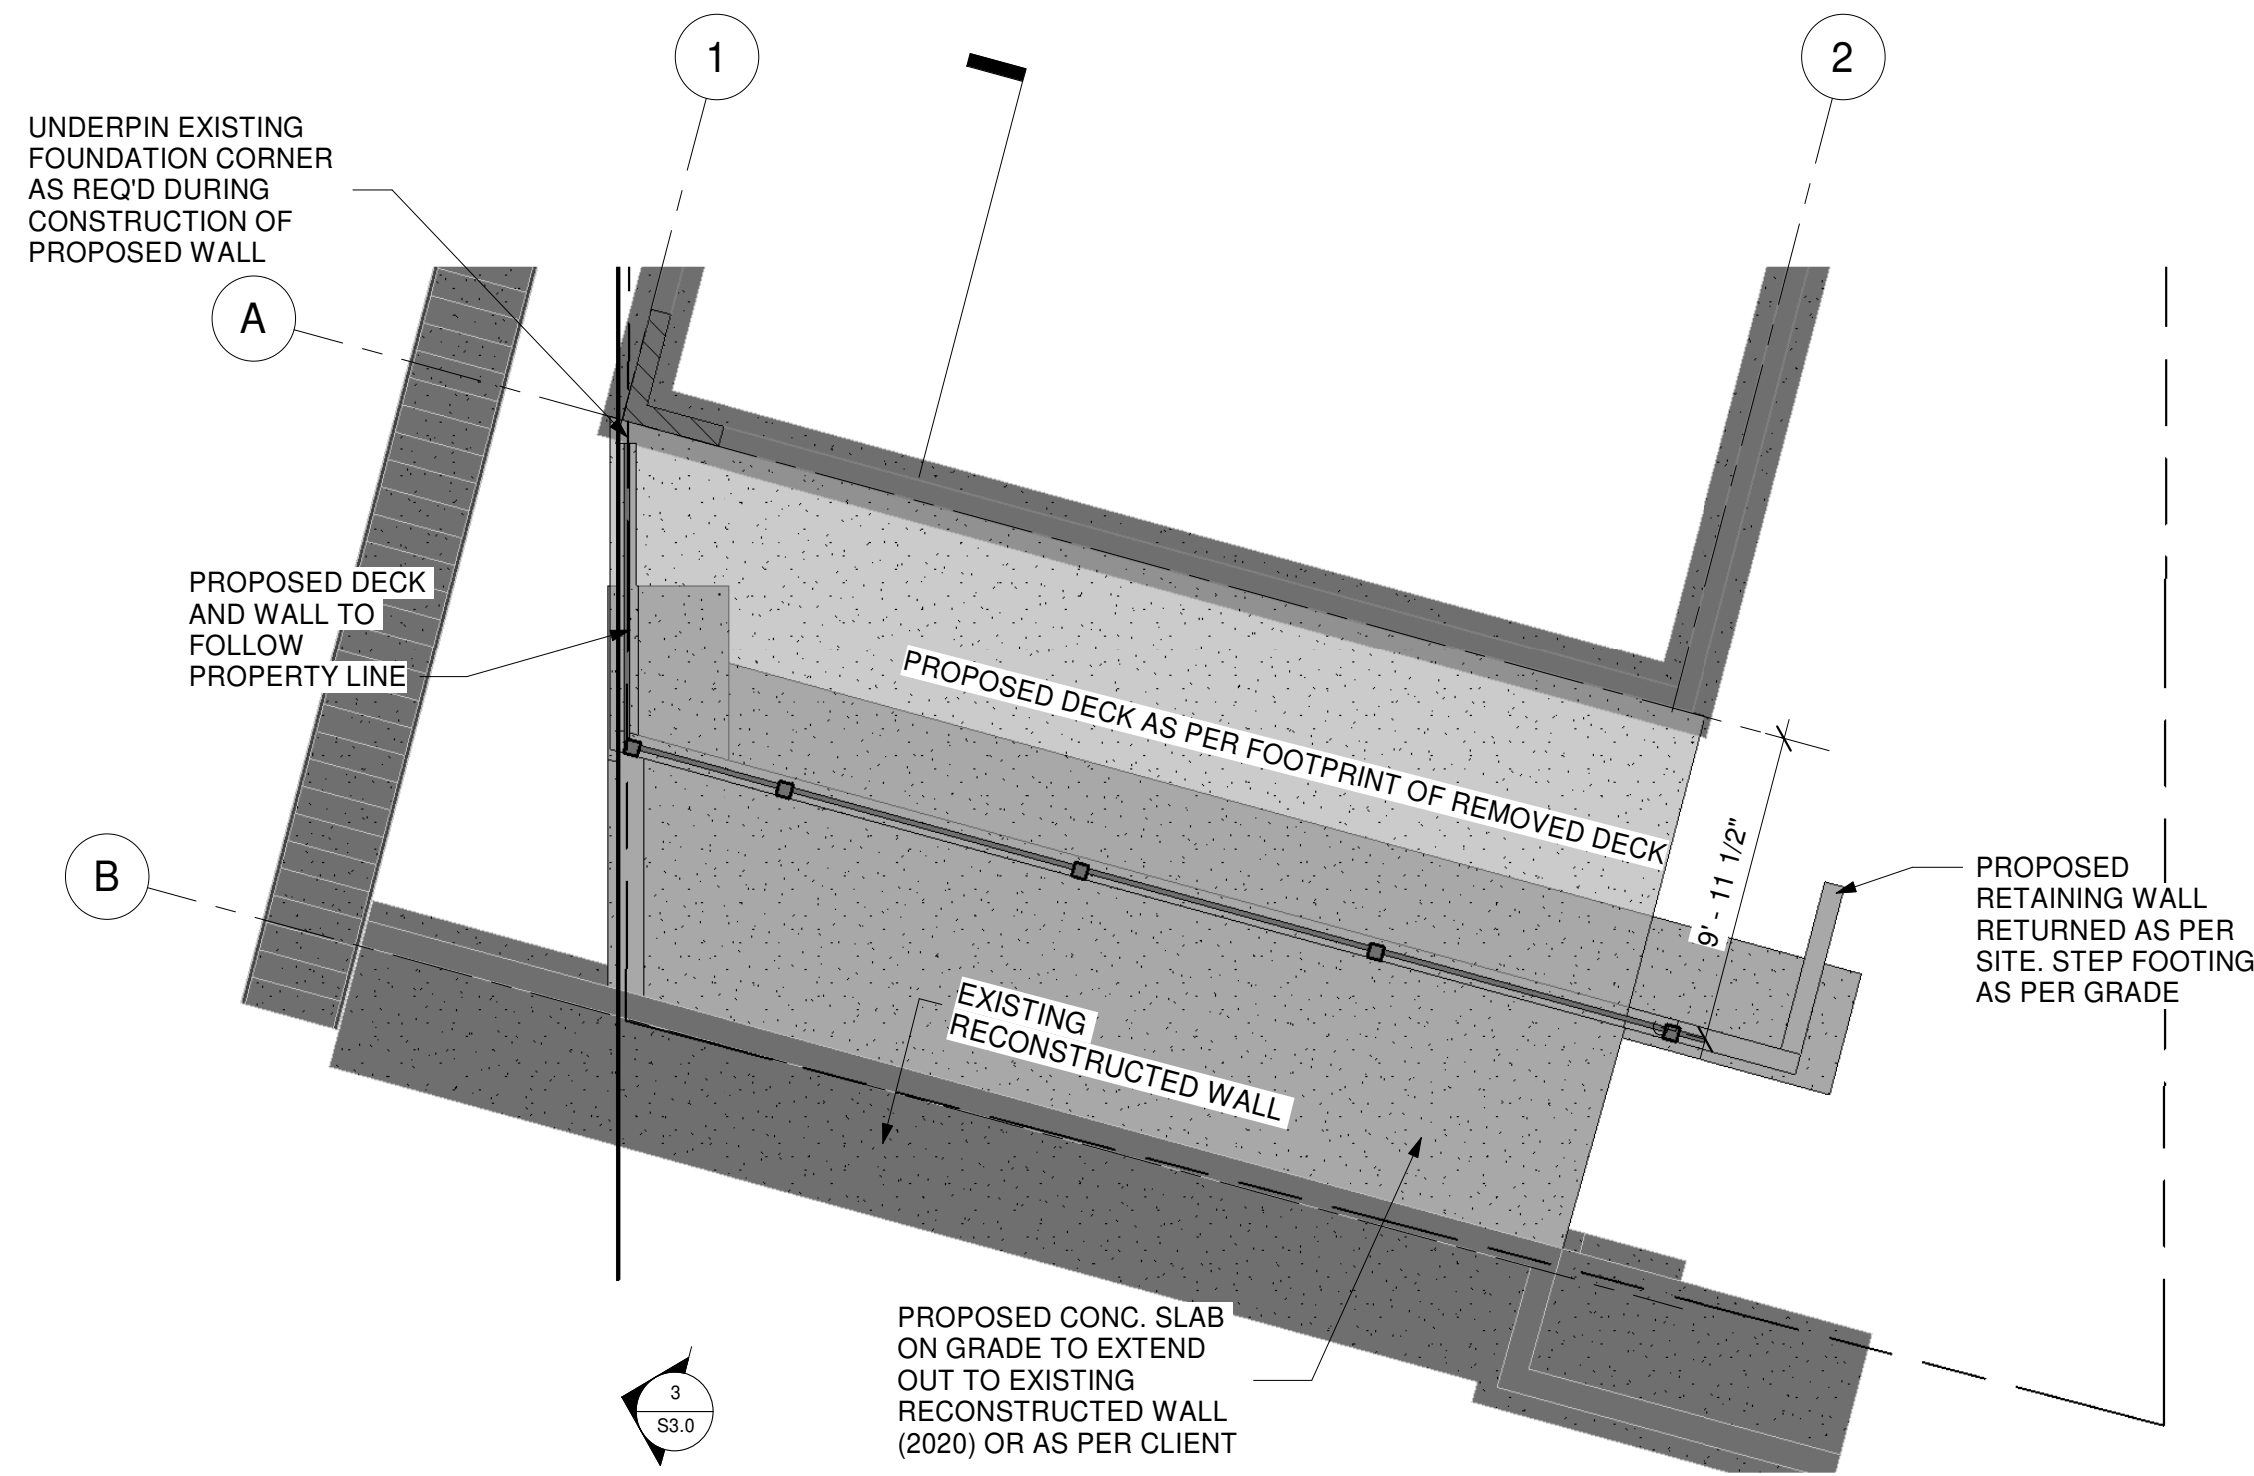 1
2
UNDERPIN EXISTING
FOUNDATION CORNER
AS REQ'D DURING
CONSTRUCTION OF
PROPOSED WALL
A
PROPOSED DECK
AND WALL TO
FOLLOW
PROPERTY LINE
PROPOSED DECK AS PER FOOTPRINT OF REMOVED DECK
9' - 11 1/2"
B
PROPOSED
RETAINING WALL
RETURNED AS PER
SITE. STEP FOOTING
AS PER GRADE
EXISTING
RECONSTRUCTED WALL
PROPOSED CONC. SLAB
ON GRADE TO EXTEND
OUT TO EXISTING
RECONSTRUCTED WALL
(2020) OR AS PER CLIENT
3
S3.0